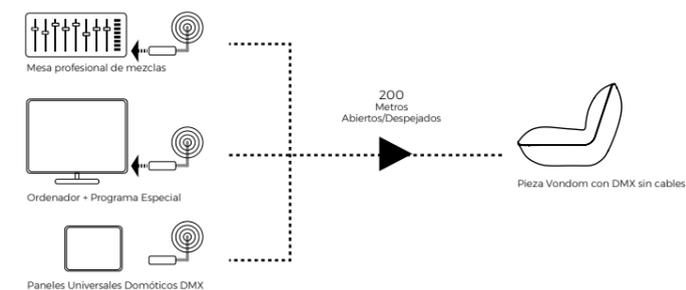 Mesa profesional de mezclas
200
Metros
Abiertos/Despejados
Ordenador + Programa Especial
Pieza Vondom con DMX sin cables
Paneles Universales Domóticos DMX